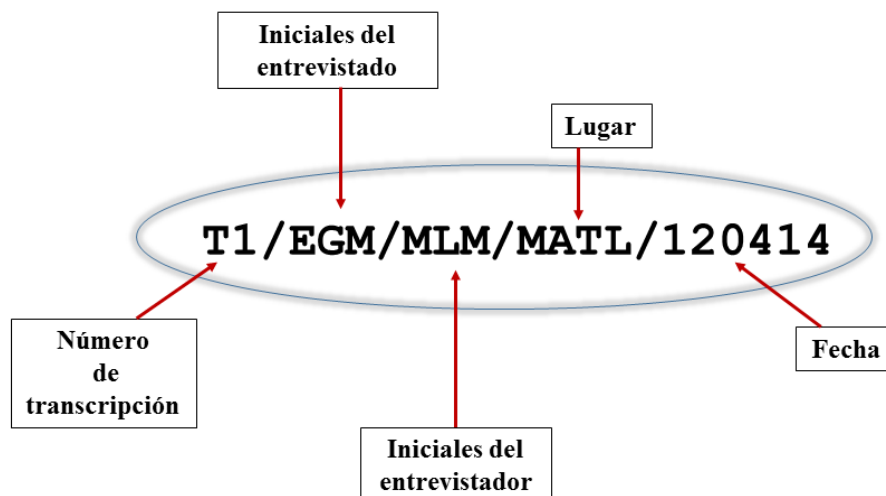 Iniciales del
entrevistado
Lugar
T1/EGM/MLM/MATL/120414
Número
de
transcripción
Fecha
Iniciales del
entrevistador